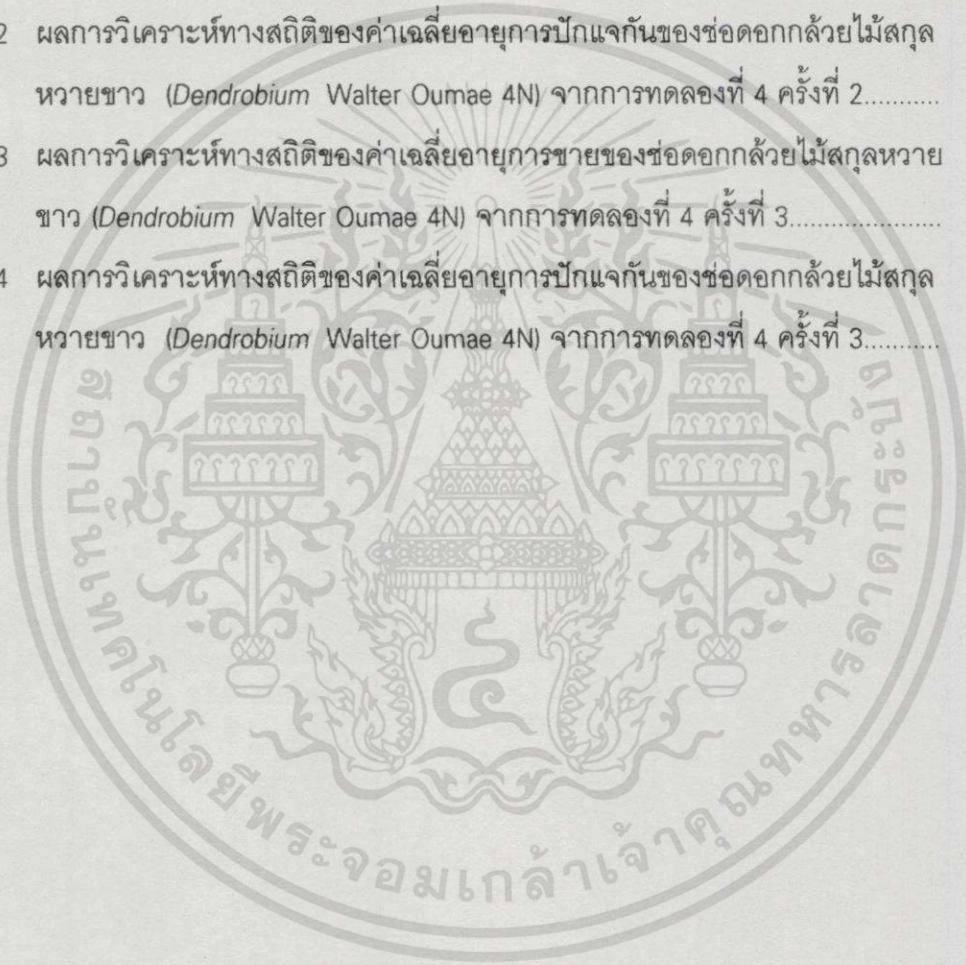 2 ผลการวิเคราะห์ทางสถิติของค่าเฉลี่ยอายุการปักแจกันของช่อดอกกล้วยไม้สกุล
หวายขาว (Dendrobium Walter Oumae 4N) จากการทดลองที่ 4 ครั้งที่ 2...........
3 ผลการวิเคราะห์ทางสถิติของค่าเฉลี่ยอายุการขายของช่อดอกกล้วยไม้สกุลหวาย
ขาว (Dendrobium Walter Oumae 4N) จากการทดลองที่ 4 ครั้งที่ 3......................
4 ผลการวิเคราะห์ทางสถิติของค่าเฉลี่ยอายุการปักแจกันของช่อดอกกล้วยไม้สกุล
หวายขาว (Dendrobium Walter Oumae 4N) จากการทดลองที่ 4 ครั้งที่ 3...........
สถาบันเทคโนโลยีพระจอมเกล้าเจ้าคุณทหารลาดกระบัง
๔